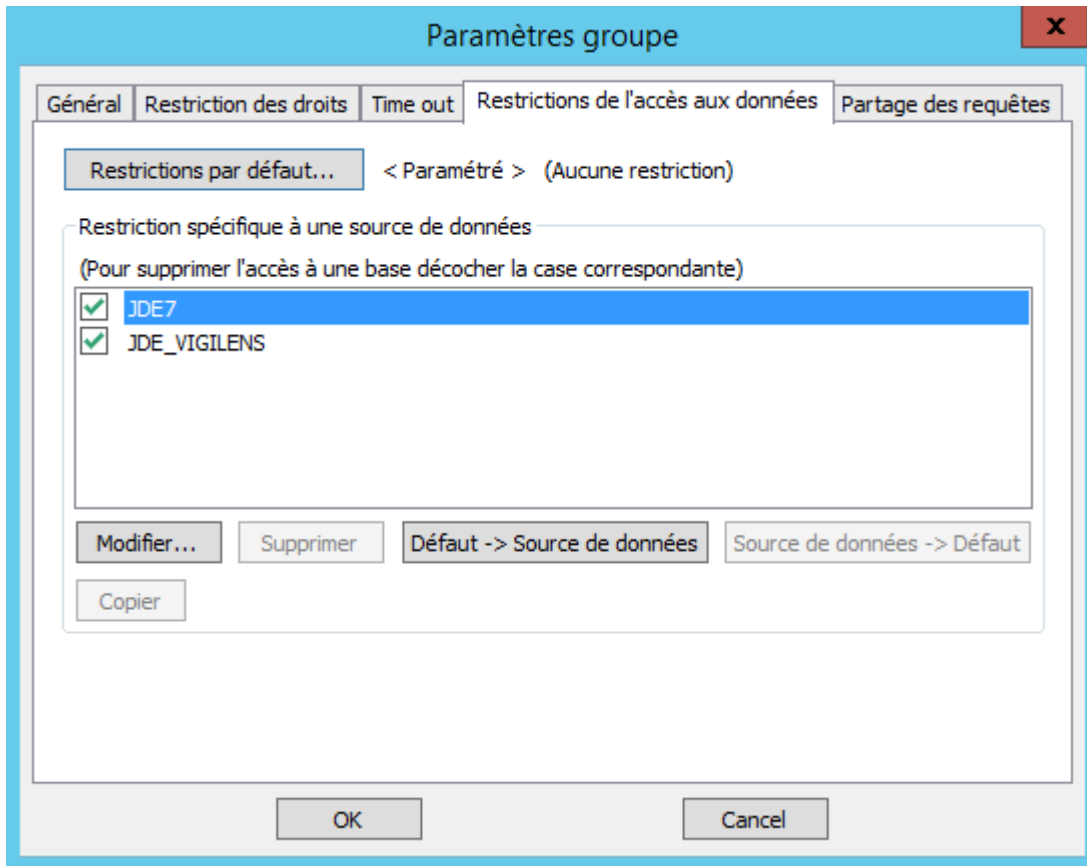 Paramètres groupe
x
Général Restriction des droits Time out Restrictions de l'accès aux données Partage des requêtes
Restrictions par défaut... < Paramétré > (Aucune restriction)
Restriction spécifique à une source de données
(Pour supprimer l'accès à une base décocher la case correspondante)
JDE7
JDE_VIGILENS
Modifier... Supprimer Défaut -> Source de données Source de données -> Défaut
Copier
OK Cancel